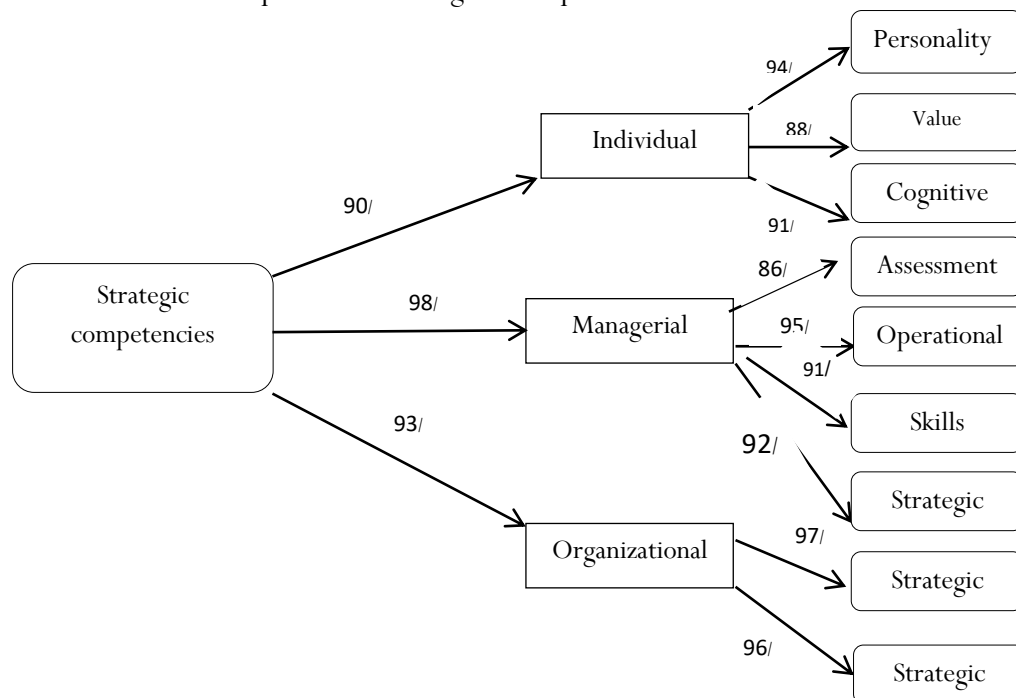 Personality
94/
Value
88/
Individual
Cognitive
90/
91/
Assessment
86/
Strategic
competencies
98/
Managerial
95/
Operational
91/
Skills
93/
92/
Strategic
97/
Organizational
Strategic
96/
Strategic